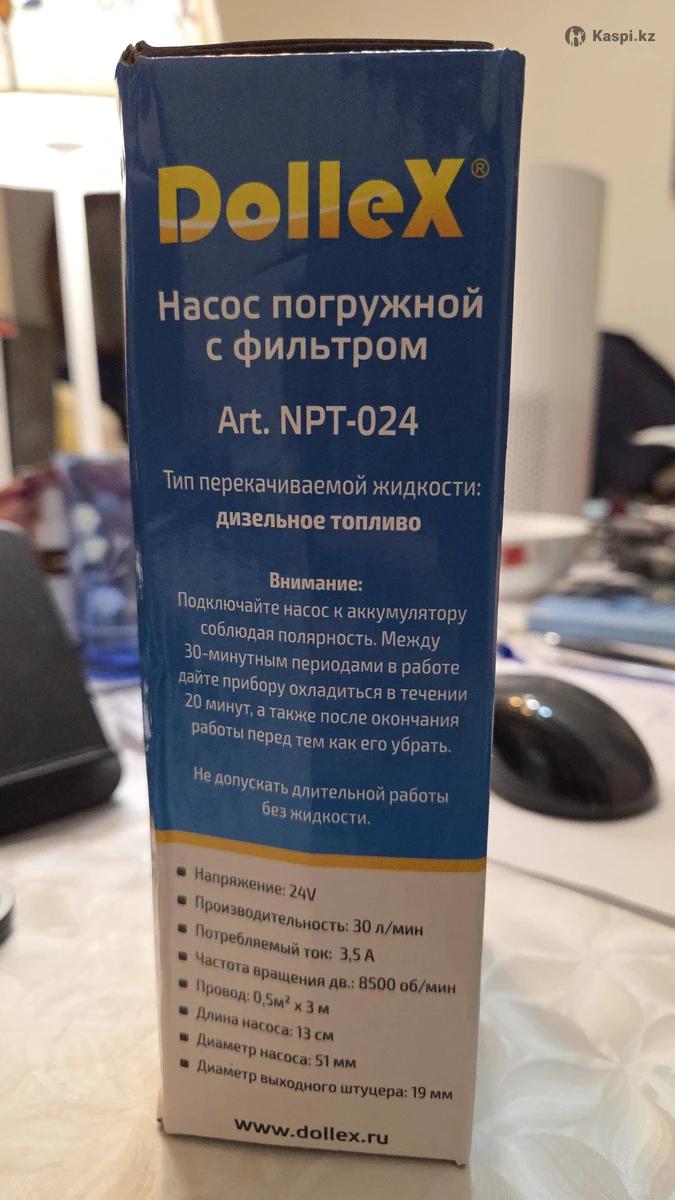 Kaspi.kz
DolleX®
Насос погружной
с фильтром
Art. NPT-024
Тип перекачиваемой жидкости:
дизельное топливо
Внимание:
Подключайте насос к аккумулятору
соблюдая полярность. Между
30-минутным периодами в работе
дайте прибору охладиться в течении
20 минут, а также после окончания
работы перед тем как его убрать.
Не допускать длительной работы
без жидкости.
Напряжение: 24V
Производительность: 30 л/мин
Потребляемый ток: 3,5 А
Частота вращения дв.: 8500 об/мин
Провод: 0,5м² х 3 м
Длина насоса: 13 см
Диаметр насоса: 51 мм
Диаметр выходного штуцера: 19 мм
www.dollex.ru